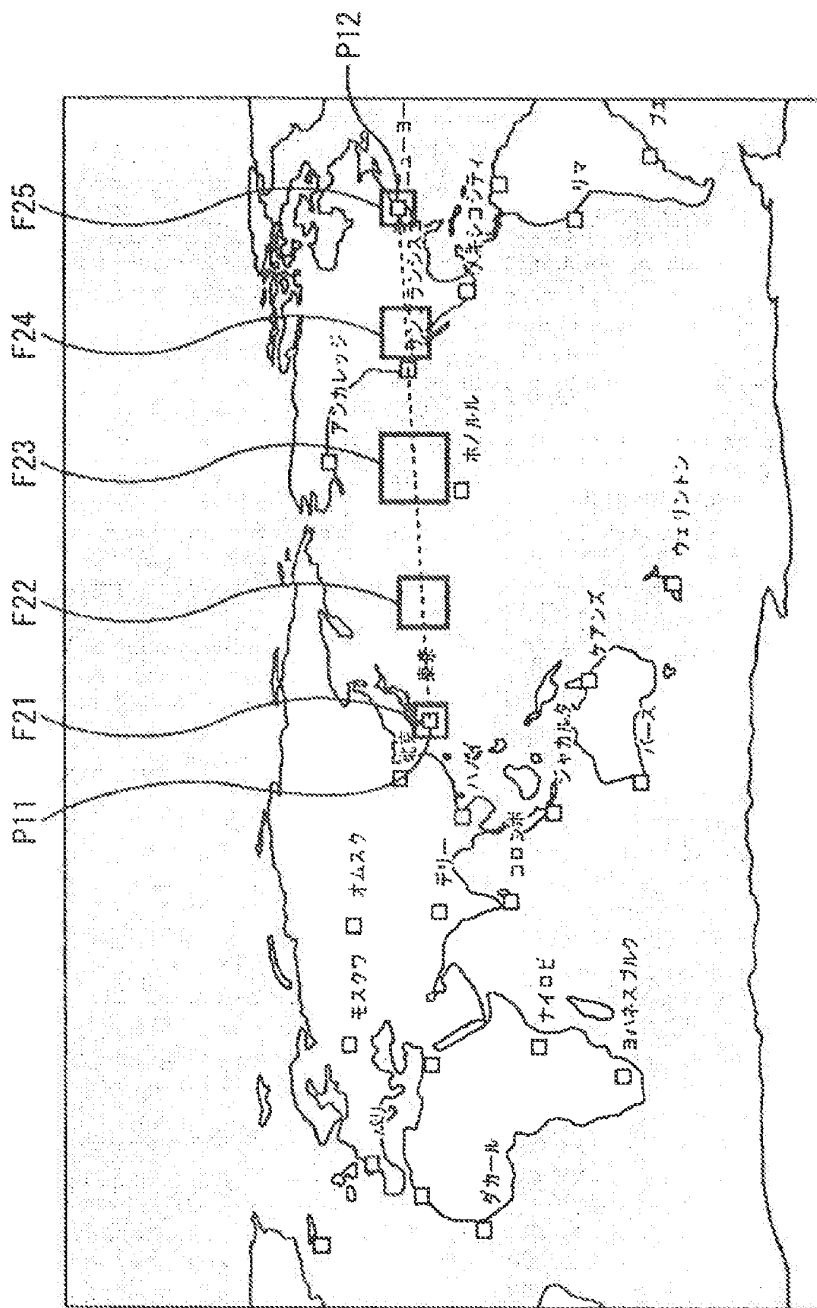 P11
F21
F22
F23
F24
F25
P12
アンカレッジ
モスクワ
オムスク
パリ
北京
東京
サンフランシスコ
ニューヨー
デリー
ハノイ
ホノルル
メキシコシティ
ダカール
コロンボ
ナイロビ
ジャカルタ
ケアンズ
リマ
ヨハネスブルク
パース
ウェリントン
ブエ